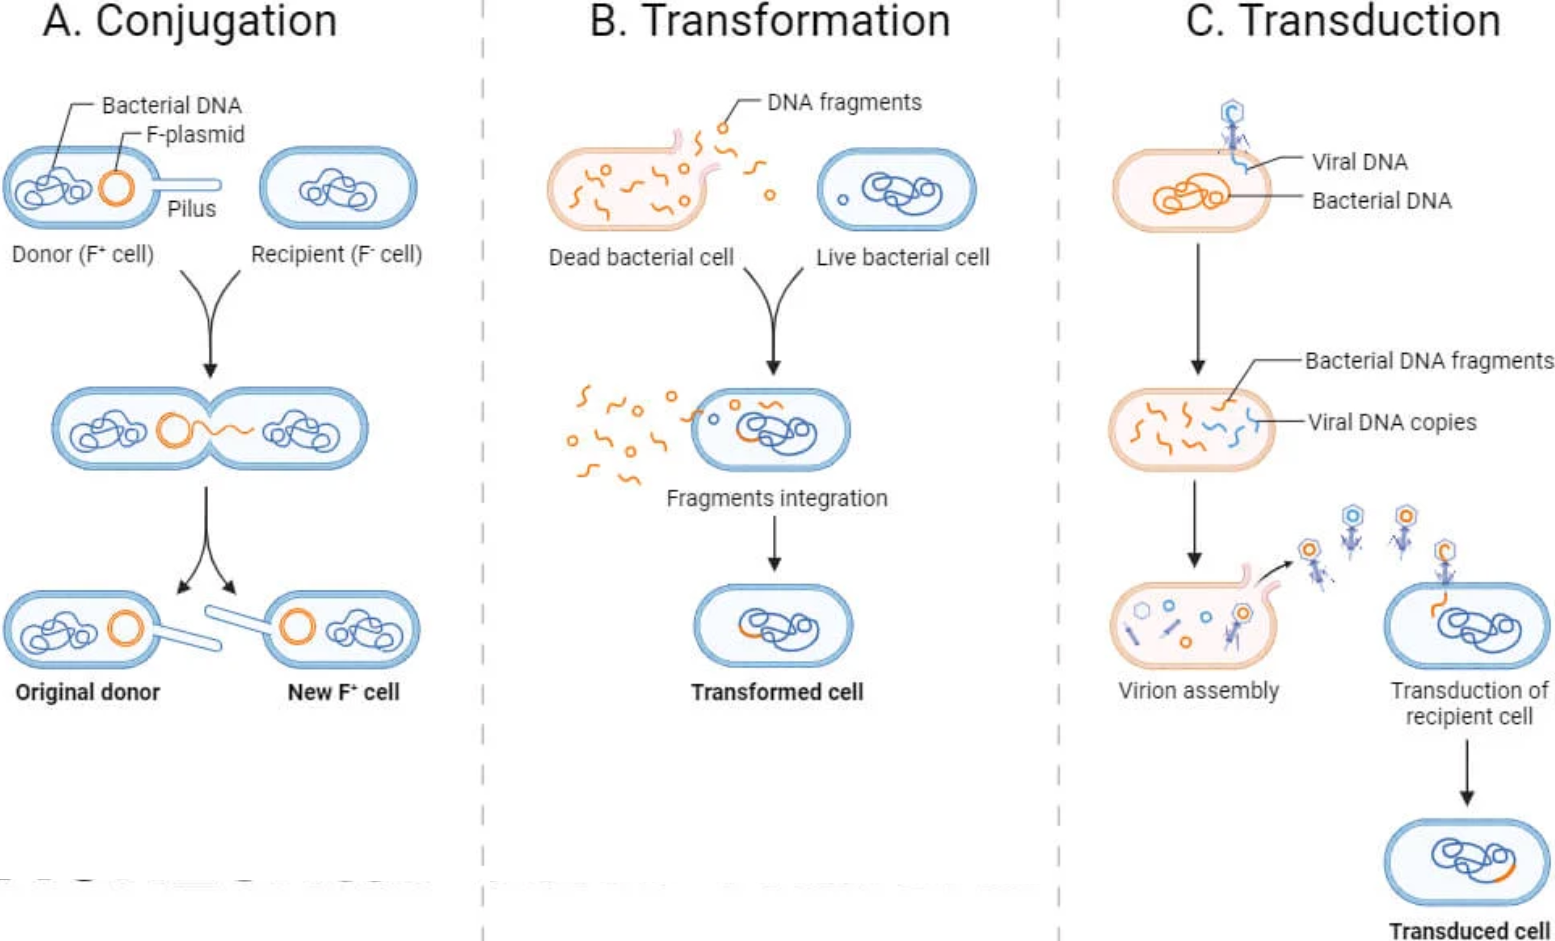 A. Conjugation
Bacterial DNA
F-plasmid
Pilus
Donor (F⁺ cell)
Recipient (F⁻ cell)
Original donor
New F⁺ cell
B. Transformation
DNA fragments
Dead bacterial cell
Live bacterial cell
Fragments integration
Transformed cell
C. Transduction
Viral DNA
Bacterial DNA
Bacterial DNA fragments
Viral DNA copies
Virion assembly
Transduction of
recipient cell
Transduced cell